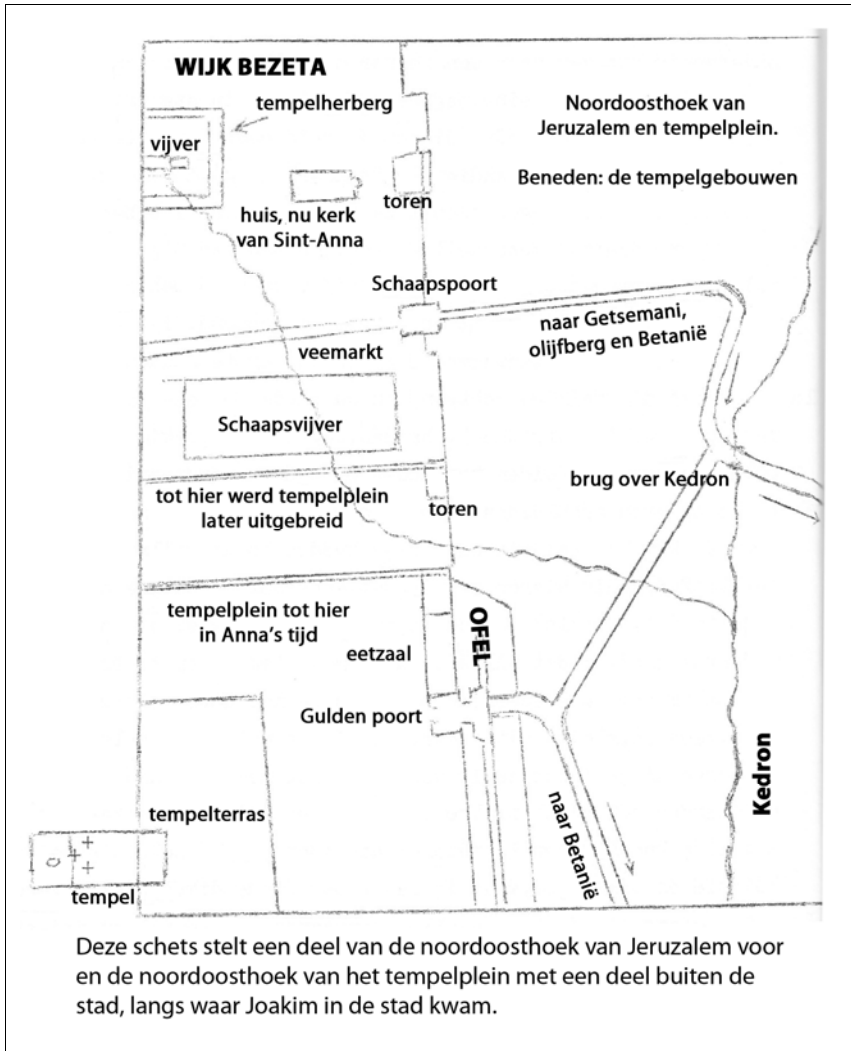 WIJK BEZETA
tempelherberg
vijver
Noordoosthoek van
Jeruzalem en tempelplein.
Beneden: de tempelgebouwen
toren
huis, nu kerk
van Sint-Anna
Schaapspoort
naar Getsemani,
olijfberg en Betanië
veemarkt
Schaapsvijver
brug over Kedron
tot hier werd tempelplein
later uitgebreid
toren
tempelplein tot hier
in Anna's tijd
OFEL
eetzaal
Gulden poort
Kedron
naar Betanië
tempelterras
tempel
Deze schets stelt een deel van de noordoosthoek van Jeruzalem voor
en de noordoosthoek van het tempelplein met een deel buiten de
stad, langs waar Joakim in de stad kwam.